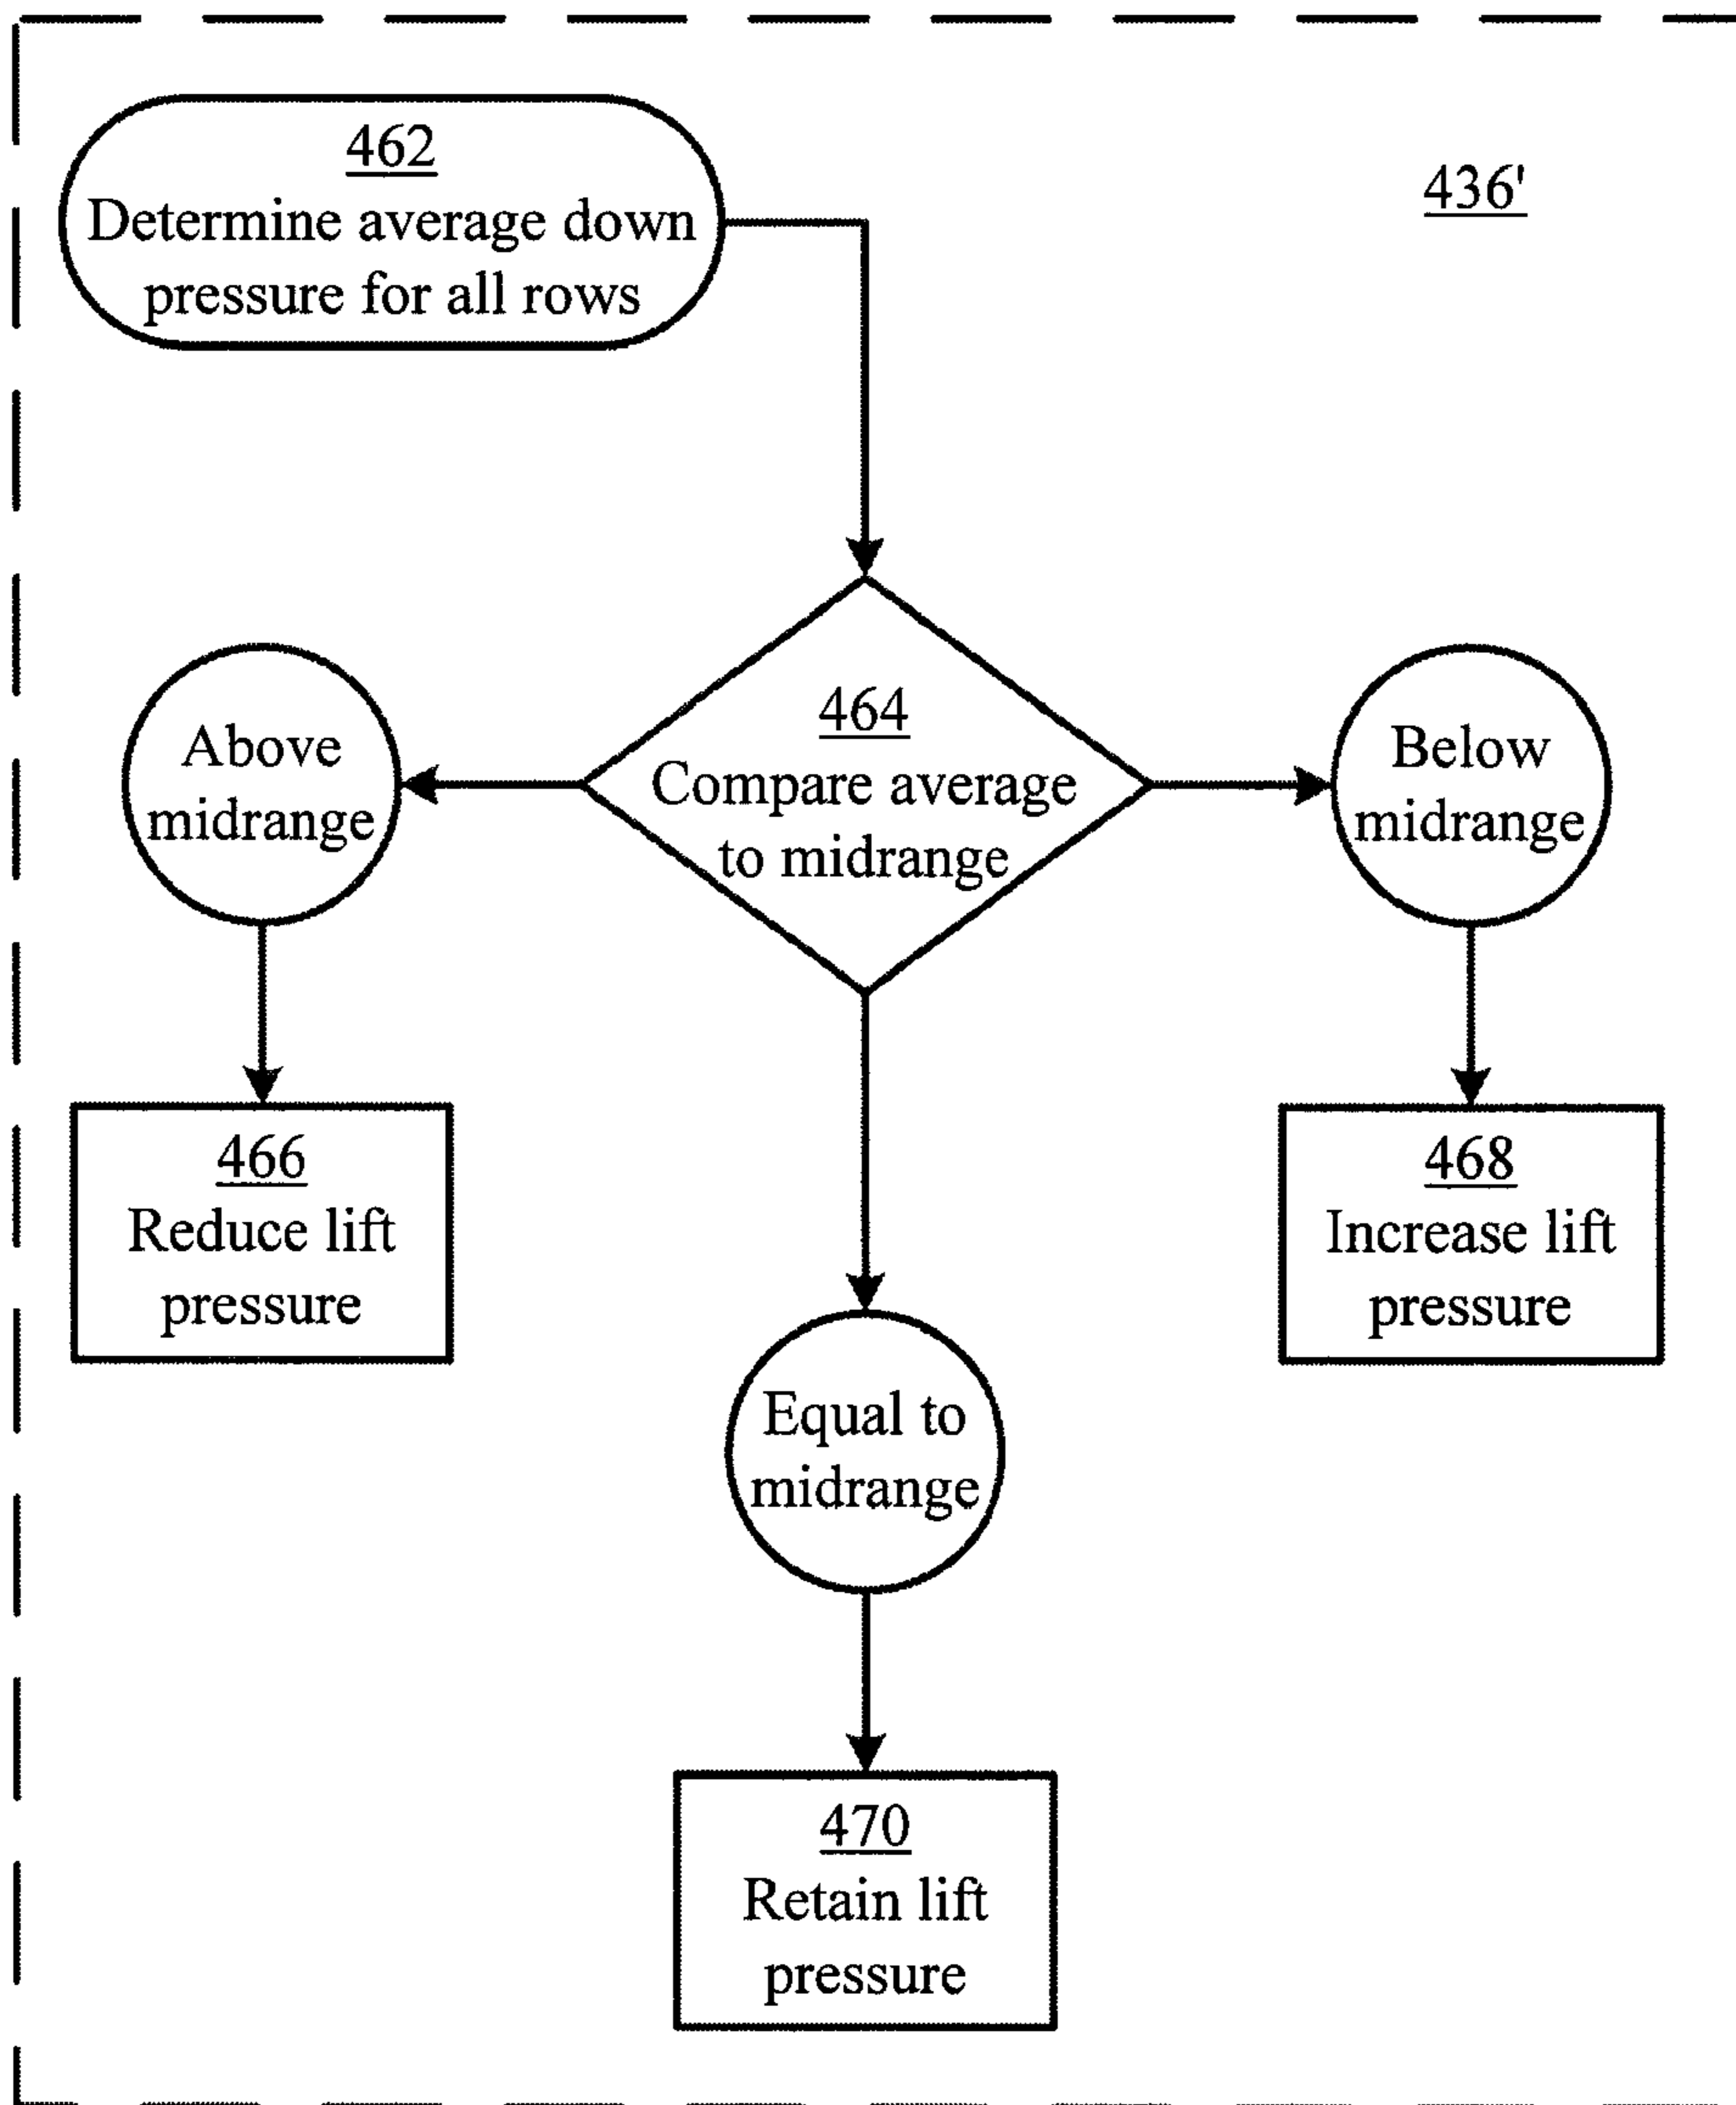 462
Determine average down
pressure for all rows
436'
464
Compare average
to midrange
Above
midrange
Below
midrange
466
Reduce lift
pressure
468
Increase lift
pressure
Equal to
midrange
470
Retain lift
pressure